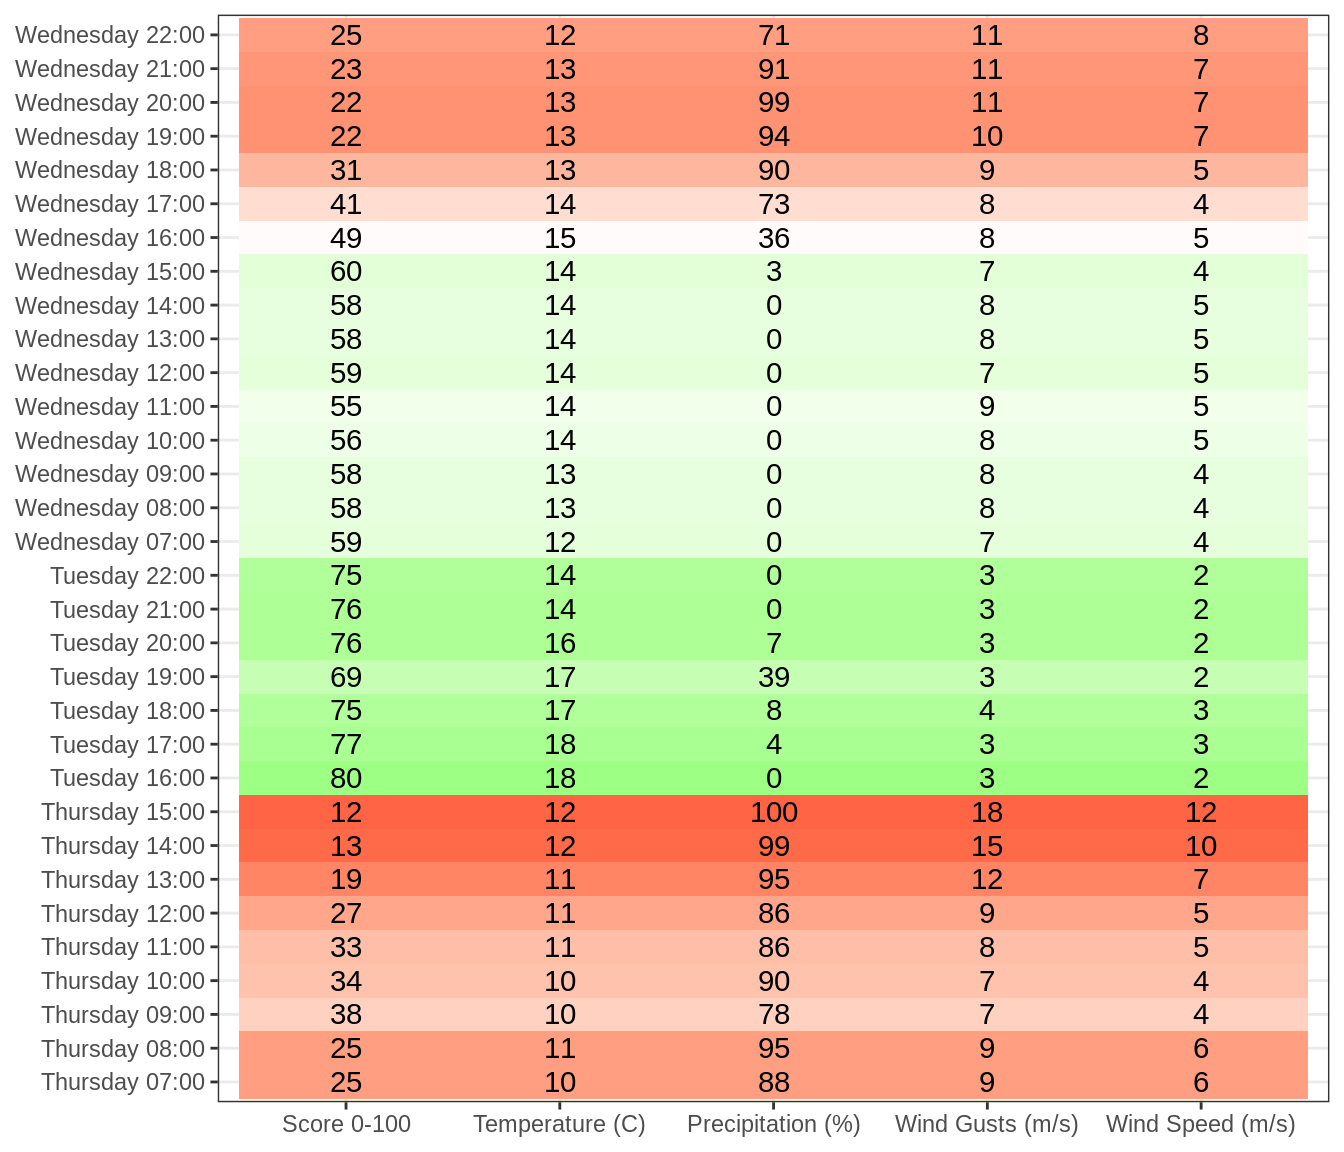 Wednesday 22:00 25 12 71 11 8
Wednesday 21:00 23 13 91 11 7
Wednesday 20:00 22 13 99 11 7
Wednesday 19:00 22 13 94 10 7
Wednesday 18:00 31 13 90 9 5
Wednesday 17:00 41 14 73 8 4
Wednesday 16:00 49 15 36 8 5
Wednesday 15:00 60 14 3 7 4
Wednesday 14:00 58 14 0 8 5
Wednesday 13:00 58 14 0 8 5
Wednesday 12:00 59 14 0 7 5
Wednesday 11:00 55 14 0 9 5
Wednesday 10:00 56 14 0 8 5
Wednesday 09:00 58 13 0 8 4
Wednesday 08:00 58 13 0 8 4
Wednesday 07:00 59 12 0 7 4
Tuesday 22:00 75 14 0 3 2
Tuesday 21:00 76 14 0 3 2
Tuesday 20:00 76 16 7 3 2
Tuesday 19:00 69 17 39 3 2
Tuesday 18:00 75 17 8 4 3
Tuesday 17:00 77 18 4 3 3
Tuesday 16:00 80 18 0 3 2
Thursday 15:00 12 12 100 18 12
Thursday 14:00 13 12 99 15 10
Thursday 13:00 19 11 95 12 7
Thursday 12:00 27 11 86 9 5
Thursday 11:00 33 11 86 8 5
Thursday 10:00 34 10 90 7 4
Thursday 09:00 38 10 78 7 4
Thursday 08:00 25 11 95 9 6
Thursday 07:00 25 10 88 9 6
Score 0-100 Temperature (C) Precipitation (%) Wind Gusts (m/s) Wind Speed (m/s)